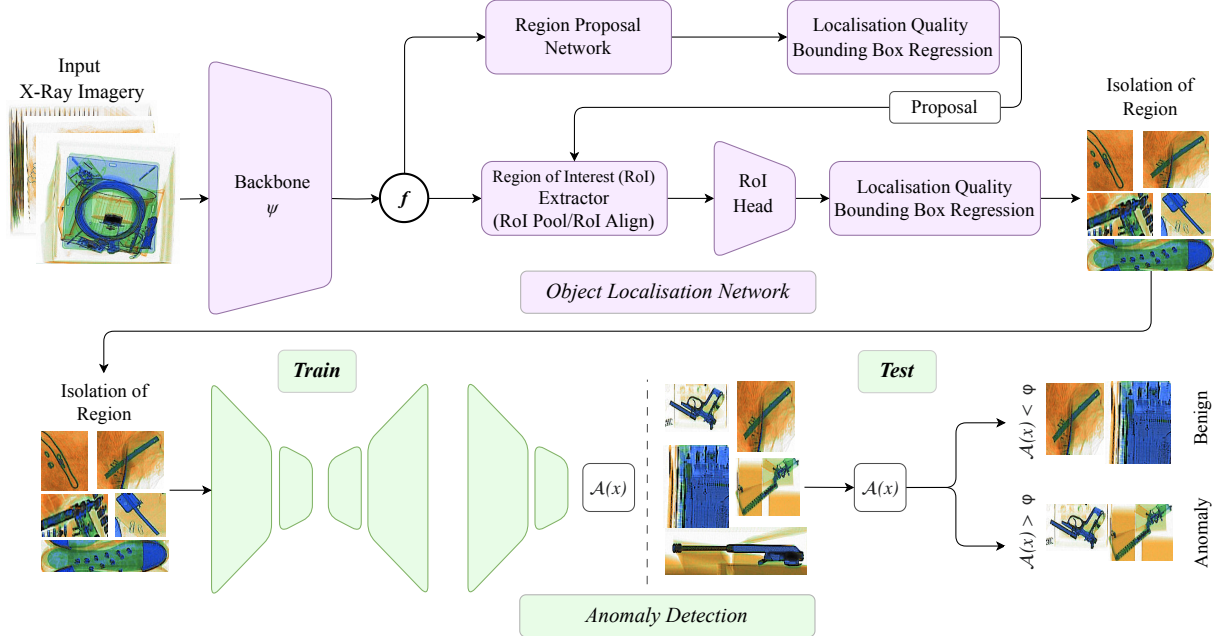 Input
X-Ray Imagery
Backbone
ψ
f
Region Proposal
Network
Localisation Quality
Bounding Box Regression
Proposal
Region of Interest (RoI)
Extractor
(RoI Pool/RoI Align)
RoI
Head
Localisation Quality
Bounding Box Regression
Isolation of
Region
Object Localisation Network
Isolation of
Region
Train
A(x)
Test
A(x)
A(x) < φ
Benign
A(x) > φ
Anomaly
Anomaly Detection